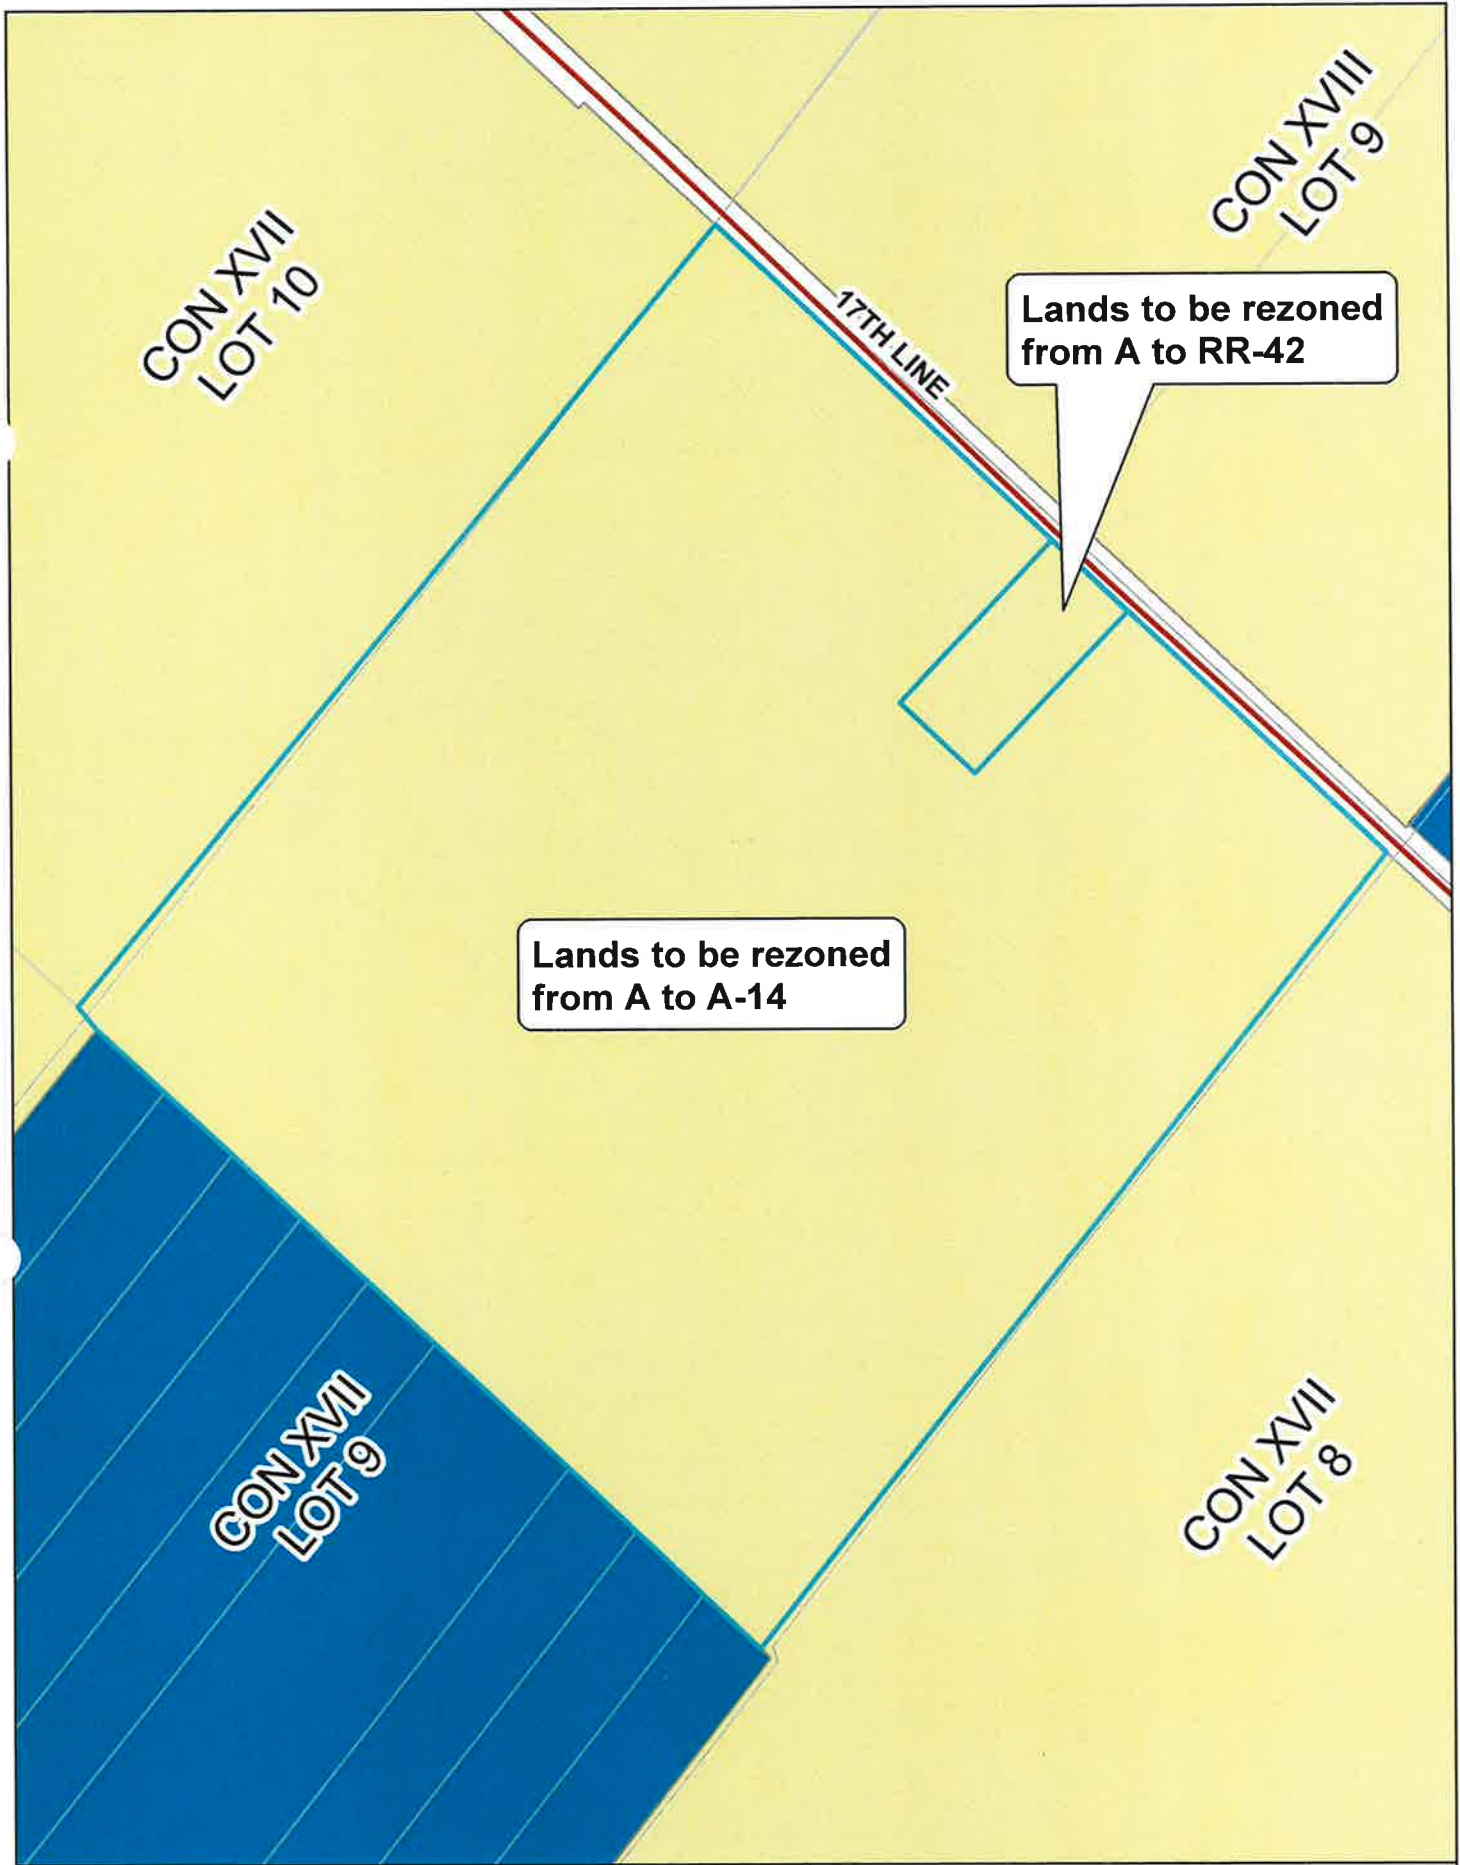 CON XVIII
LOT 9
CON XVII
LOT 10
17TH LINE
Lands to be rezoned
from A to RR-42
Lands to be rezoned
from A to A-14
CON XVII
LOT 9
CON XVII
LOT 8